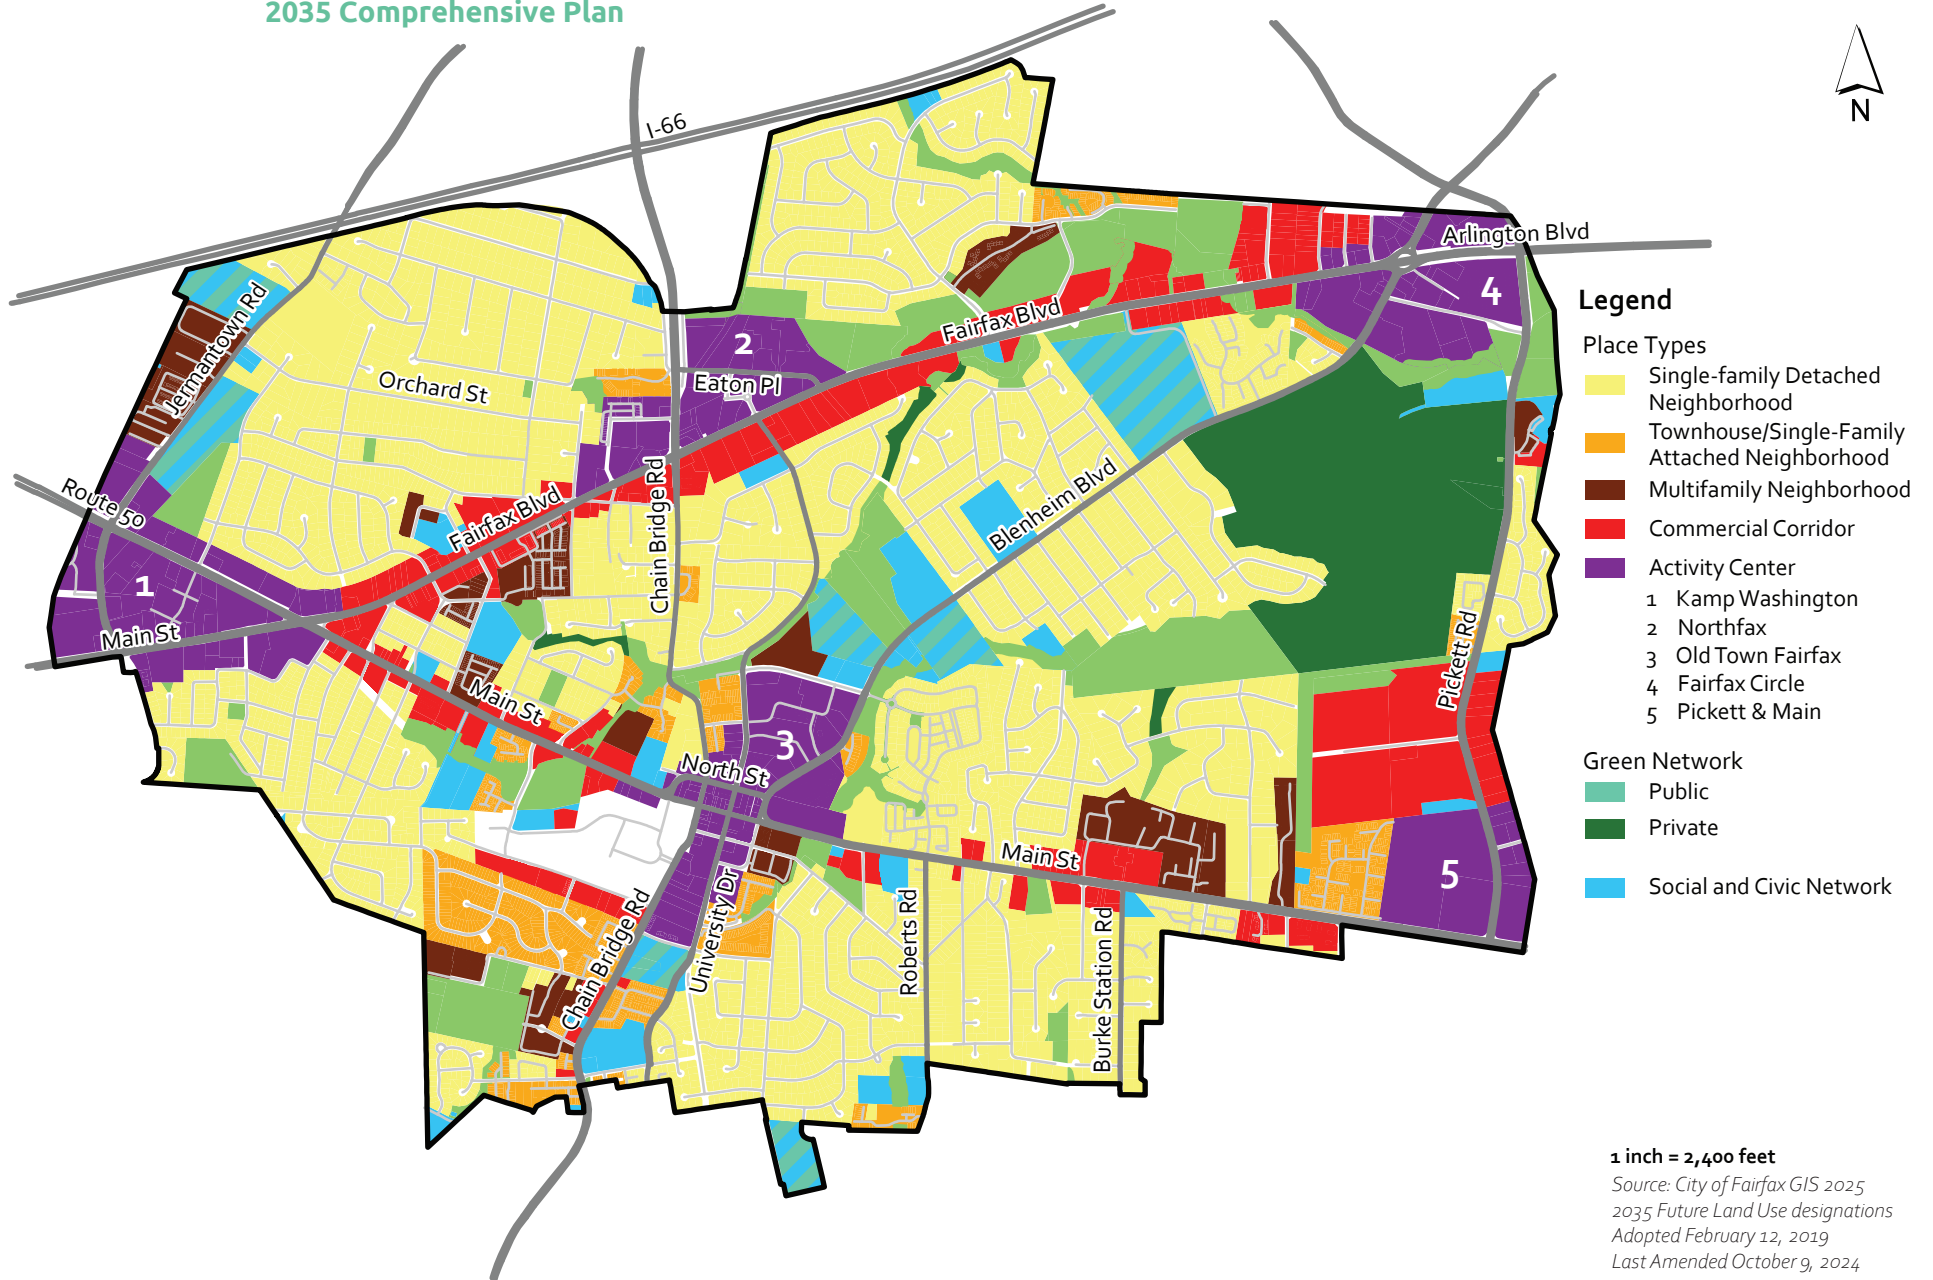 2035 Comprehensive Plan
I-66
N
Arlington Blvd
4
Jermantown Rd
Fairfax Blvd
2
Eaton Pl
Orchard St
Route 50
Fairfax Blvd
Chain Bridge Rd
Blenheim Blvd
1
Main St
Pickett Rd
Main St
3
North St
Main St
5
University Dr
Chain Bridge Rd
Roberts Rd
Burke Station Rd
Legend
Place Types
Single-family Detached
Neighborhood
Townhouse/Single-Family
Attached Neighborhood
Multifamily Neighborhood
Commercial Corridor
Activity Center
1 Kamp Washington
2 Northfax
3 Old Town Fairfax
4 Fairfax Circle
5 Pickett & Main
Green Network
Public
Private
Social and Civic Network
1 inch = 2,400 feet
Source: City of Fairfax GIS 2025
2035 Future Land Use designations
Adopted February 12, 2019
Last Amended October 9, 2024